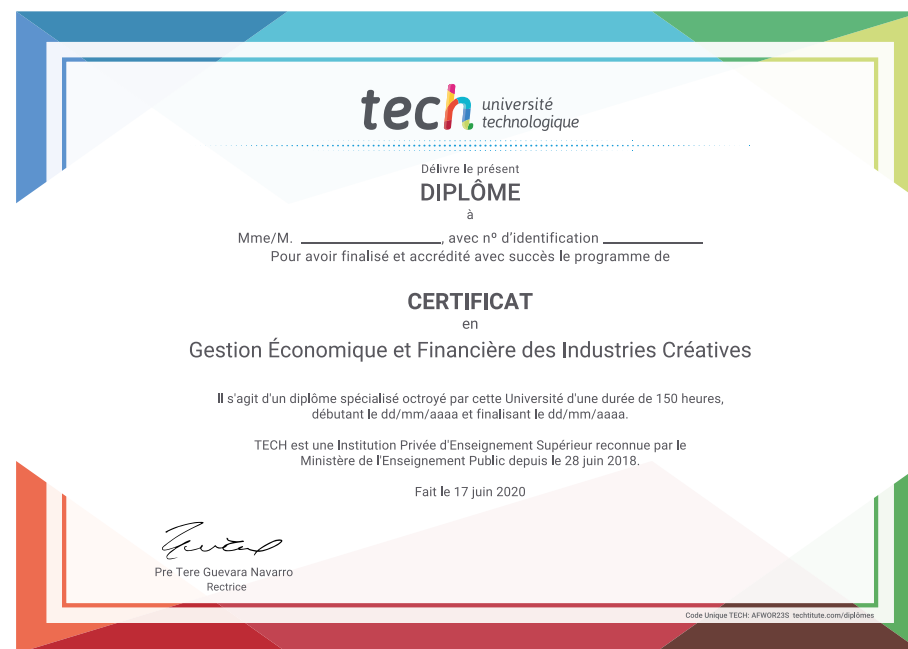 tech université
technologique
Délivre le présent
DIPLÔME
à
Mme/M. ____________________, avec nº d'identification ______________
Pour avoir finalisé et accrédité avec succès le programme de
CERTIFICAT
en
Gestion Économique et Financière des Industries Créatives
Il s'agit d'un diplôme spécialisé octroyé par cette Université d'une durée de 150 heures,
débutant le dd/mm/aaaa et finalisant le dd/mm/aaaa.
TECH est une Institution Privée d'Enseignement Supérieur reconnue par le
Ministère de l'Enseignement Public depuis le 28 juin 2018.
Fait le 17 juin 2020
Pre Tere Guevara Navarro
Rectrice
Code Unique TECH: AFWOR23S techtitute.com/diplômes